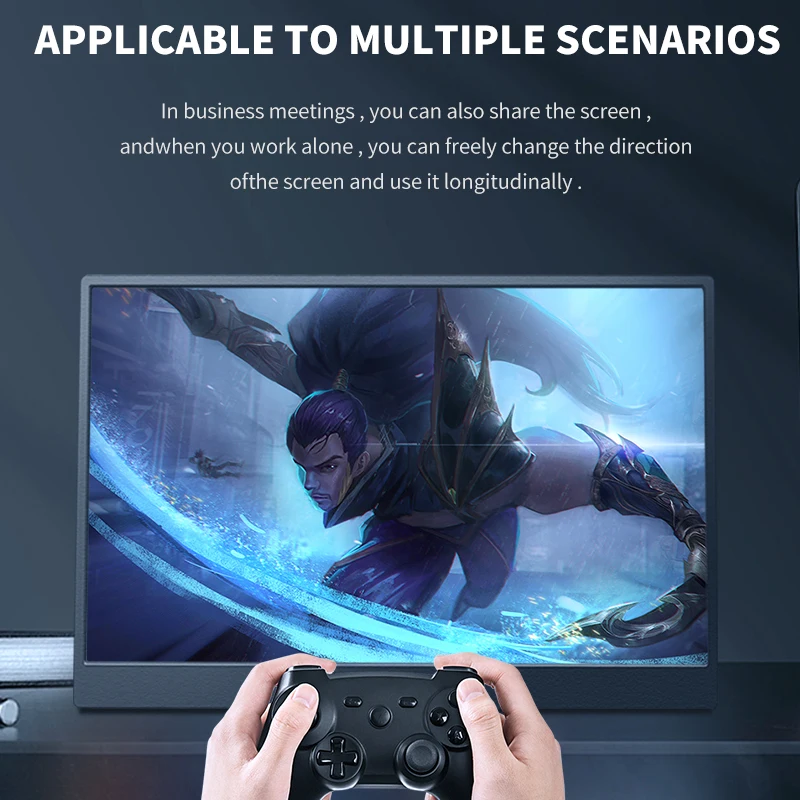 APPLICABLE TO MULTIPLE SCENARIOS
In business meetings , you can also share the screen ,
andwhen you work alone , you can freely change the direction
ofthe screen and use it longitudinally .